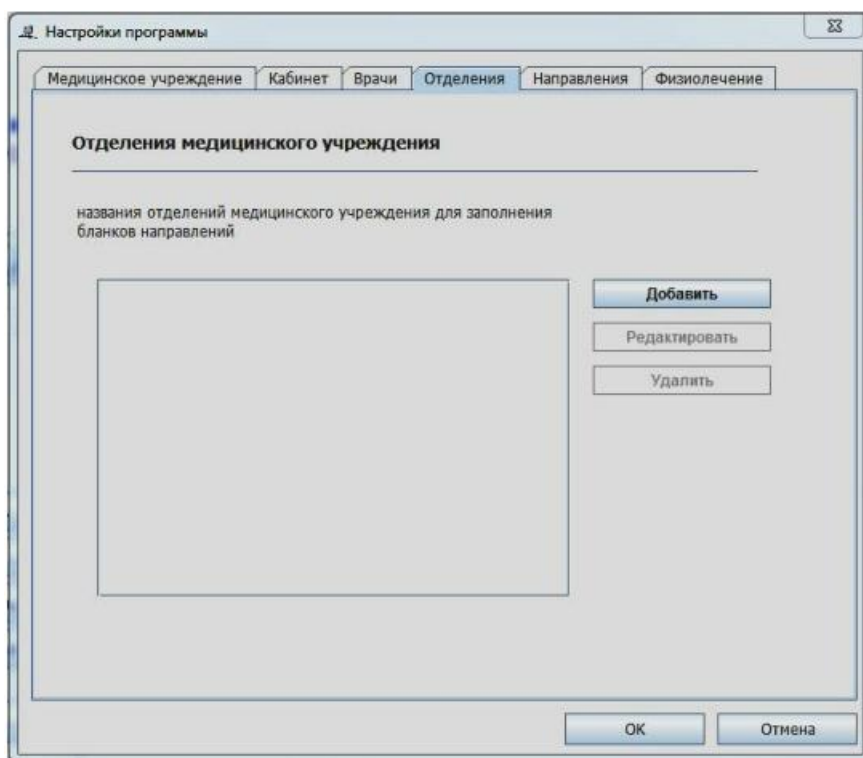 Настройки программы
Медицинское учреждение Кабинет Врачи Отделения Направления Физиолечение
Отделения медицинского учреждения
названия отделений медицинского учреждения для заполнения
бланков направлений
Добавить
Редактировать
Удалить
OK Отмена